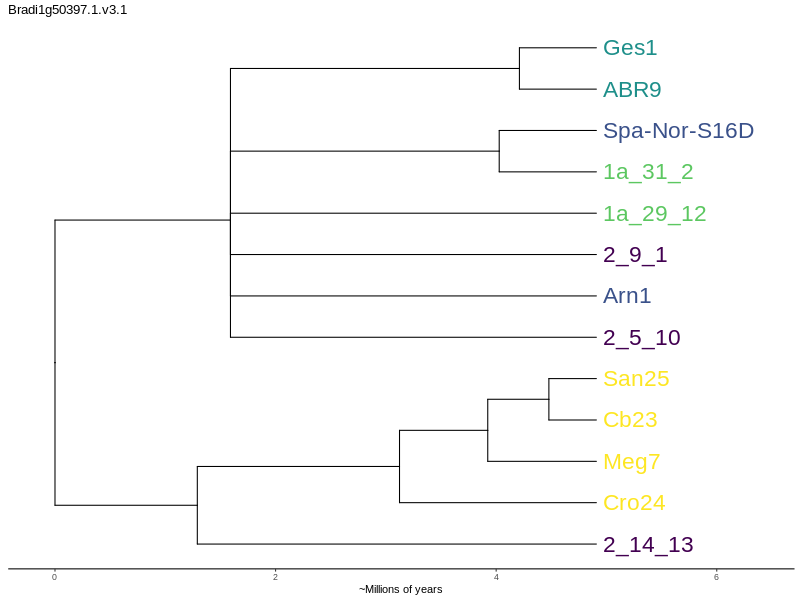 Bradi1g50397.1.v3.1
Ges1
ABR9
Spa-Nor-S16D
1a_31_2
1a_29_12
2_9_1
Arn1
2_5_10
San25
Cb23
Meg7
Cro24
2_14_13
0 2 4 6
~Millions of years